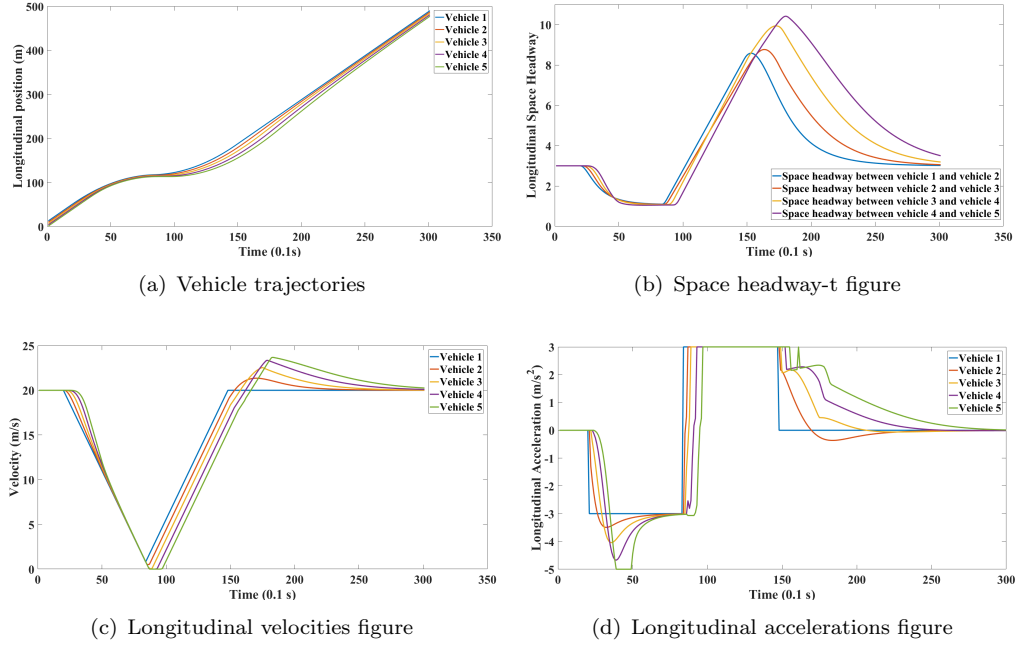 500
400
300
200
100
0
Longitudinal position (m)
Vehicle 1
Vehicle 2
Vehicle 3
Vehicle 4
Vehicle 5
0 50 100 150 200 250 300 350
Time (0.1s)
(a) Vehicle trajectories
10
8
6
4
2
0
Longitudinal Space Headway
Space headway between vehicle 1 and vehicle 2
Space headway between vehicle 2 and vehicle 3
Space headway between vehicle 3 and vehicle 4
Space headway between vehicle 4 and vehicle 5
0 50 100 150 200 250 300 350
Time (0.1 s)
(b) Space headway-t figure
25
20
15
10
5
0
Velocity (m/s)
Vehicle 1
Vehicle 2
Vehicle 3
Vehicle 4
Vehicle 5
0 50 100 150 200 250 300 350
Time (0.1 s)
(c) Longitudinal velocities figure
3
2
1
0
-1
-2
-3
-4
-5
Longitudinal Acceleration (m/s²)
Vehicle 1
Vehicle 2
Vehicle 3
Vehicle 4
Vehicle 5
0 50 100 150 200 250 300
Time (0.1 s)
(d) Longitudinal accelerations figure